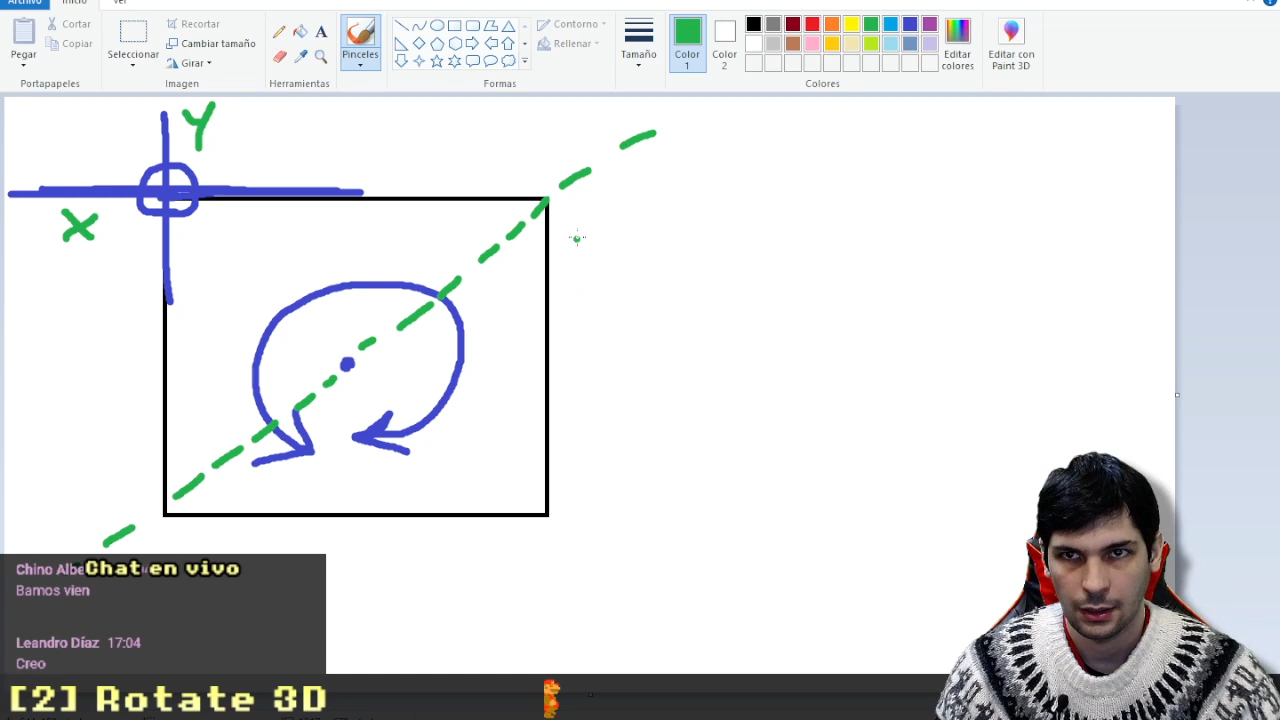 Archivo
Inicio
Ver
Pegar
Cortar
Copiar
Portapapeles
Seleccionar
Recortar
Cambiar tamaño
Girar
Imagen
A
Herramientas
Pinceles
Contorno
Rellenar
Formas
Tamaño
Color
1
Color
2
Editar
colores
Colores
Editar con
Paint 3D
Y
X
Chino Albe
Chat en vivo
Bamos vien
Leandro Díaz 17:04
Creo
[2] Rotate 3D